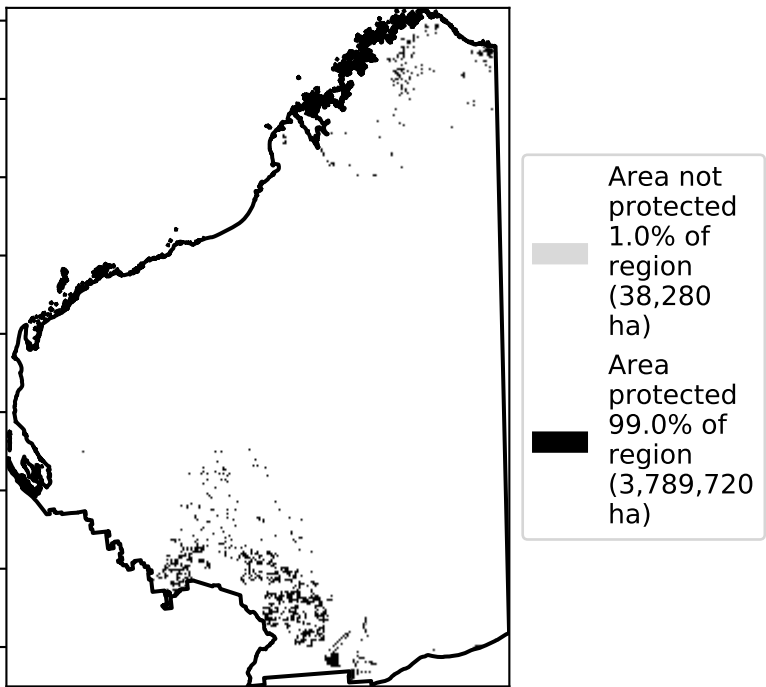 Area not
protected
1.0% of
region
(38,280
ha)
Area
protected
99.0% of
region
(3,789,720
ha)